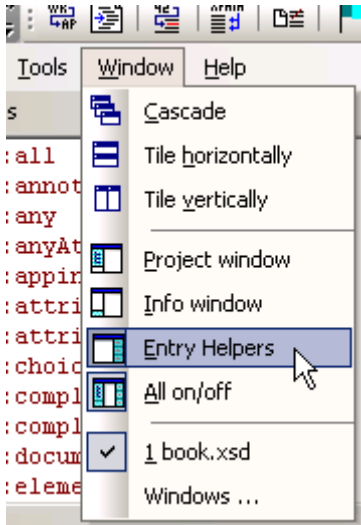 Tools Window Help
s
:all
:annot
:any
:anyAt
:appin
:attri
:attri
:choic
:compl
:compl
:docum
:eleme
Cascade
Tile horizontally
Tile vertically
Project window
Info window
Entry Helpers
All on/off
1 book.xsd
Windows ...